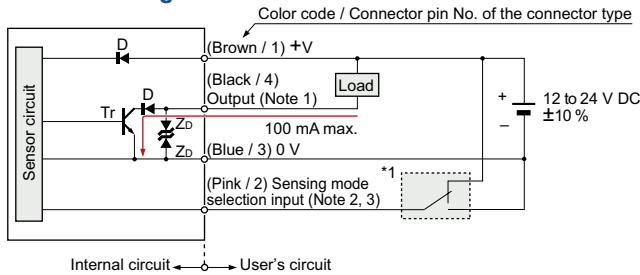 Color code / Connector pin No. of the connector type
D
(Brown / 1) +V
(Black / 4)
Output (Note 1)
Load
D
Tr
ZD
ZD
100 mA max.
+
–
12 to 24 V DC
±10 %
Sensor circuit
(Blue / 3) 0 V
*1
(Pink / 2) Sensing mode
selection input (Note 2, 3)
Internal circuit
User's circuit